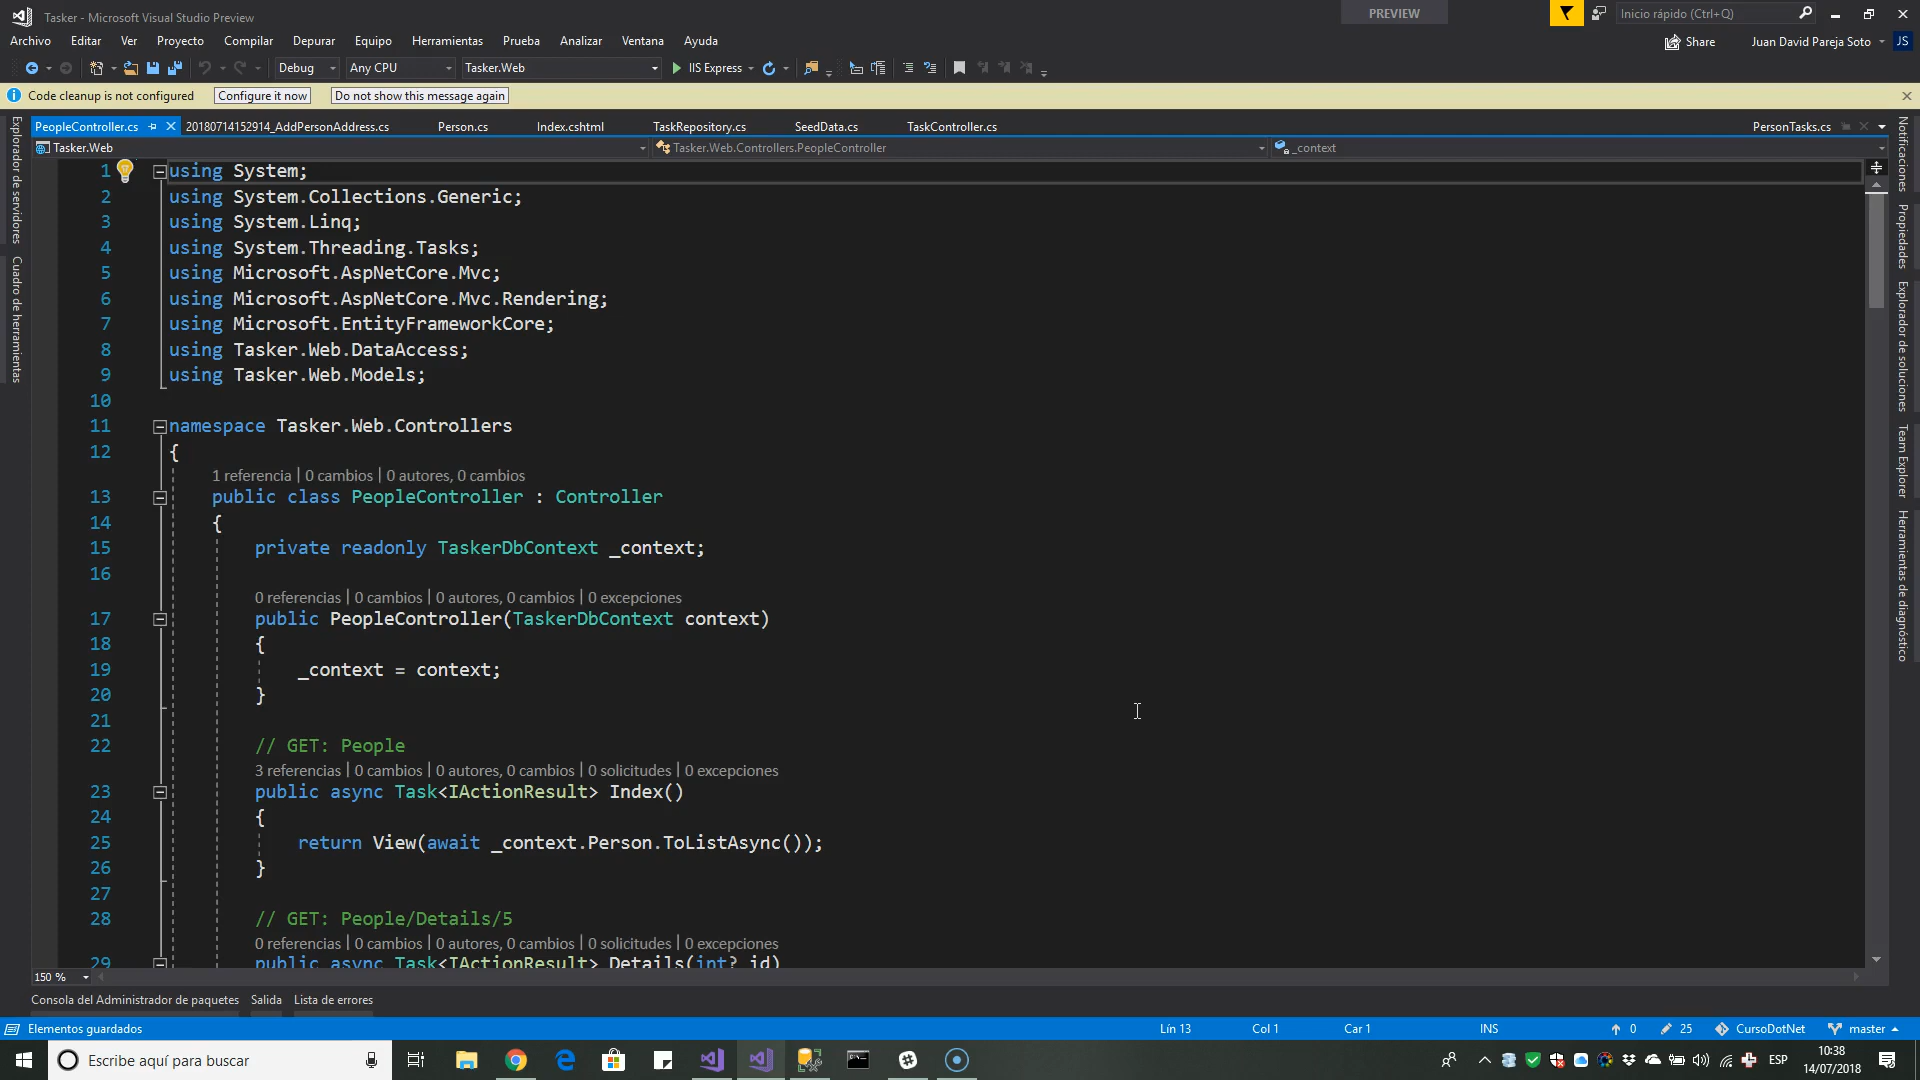 Tasker - Microsoft Visual Studio Preview
PREVIEW
Inicio rápido (Ctrl+Q)
Archivo Editar Ver Proyecto Compilar Depurar Equipo Herramientas Prueba Analizar Ventana Ayuda
Share
Juan David Pareja Soto
JS
Debug Any CPU Tasker.Web IIS Express
Code cleanup is not configured Configure it now Do not show this message again
PeopleController.cs 20180714152914_AddPersonAddress.cs Person.cs Index.cshtml TaskRepository.cs SeedData.cs TaskController.cs PersonTasks.cs
Tasker.Web Tasker.Web.Controllers.PeopleController _context
Explorador de servidores
Cuadro de herramientas
1 using System;
2 using System.Collections.Generic;
3 using System.Linq;
4 using System.Threading.Tasks;
5 using Microsoft.AspNetCore.Mvc;
6 using Microsoft.AspNetCore.Mvc.Rendering;
7 using Microsoft.EntityFrameworkCore;
8 using Tasker.Web.DataAccess;
9 using Tasker.Web.Models;
10
11 namespace Tasker.Web.Controllers
12 {
1 referencia | 0 cambios | 0 autores, 0 cambios
13 public class PeopleController : Controller
14 {
15 private readonly TaskerDbContext _context;
16
0 referencias | 0 cambios | 0 autores, 0 cambios | 0 excepciones
17 public PeopleController(TaskerDbContext context)
18 {
19 _context = context;
20 }
21
22 // GET: People
3 referencias | 0 cambios | 0 autores, 0 cambios | 0 solicitudes | 0 excepciones
23 public async Task<IActionResult> Index()
24 {
25 return View(await _context.Person.ToListAsync());
26 }
27
28 // GET: People/Details/5
0 referencias | 0 cambios | 0 autores, 0 cambios | 0 solicitudes | 0 excepciones
29 public async Task<IActionResult> Details(int? id)
Notificaciones
Propiedades
Explorador de soluciones
Team Explorer
Herramientas de diagnóstico
150 %
Consola del Administrador de paquetes Salida Lista de errores
Elementos guardados Lín 13 Col 1 Car 1 INS 0 25 CursoDotNet master
Escribe aquí para buscar
ESP
10:38
14/07/2018